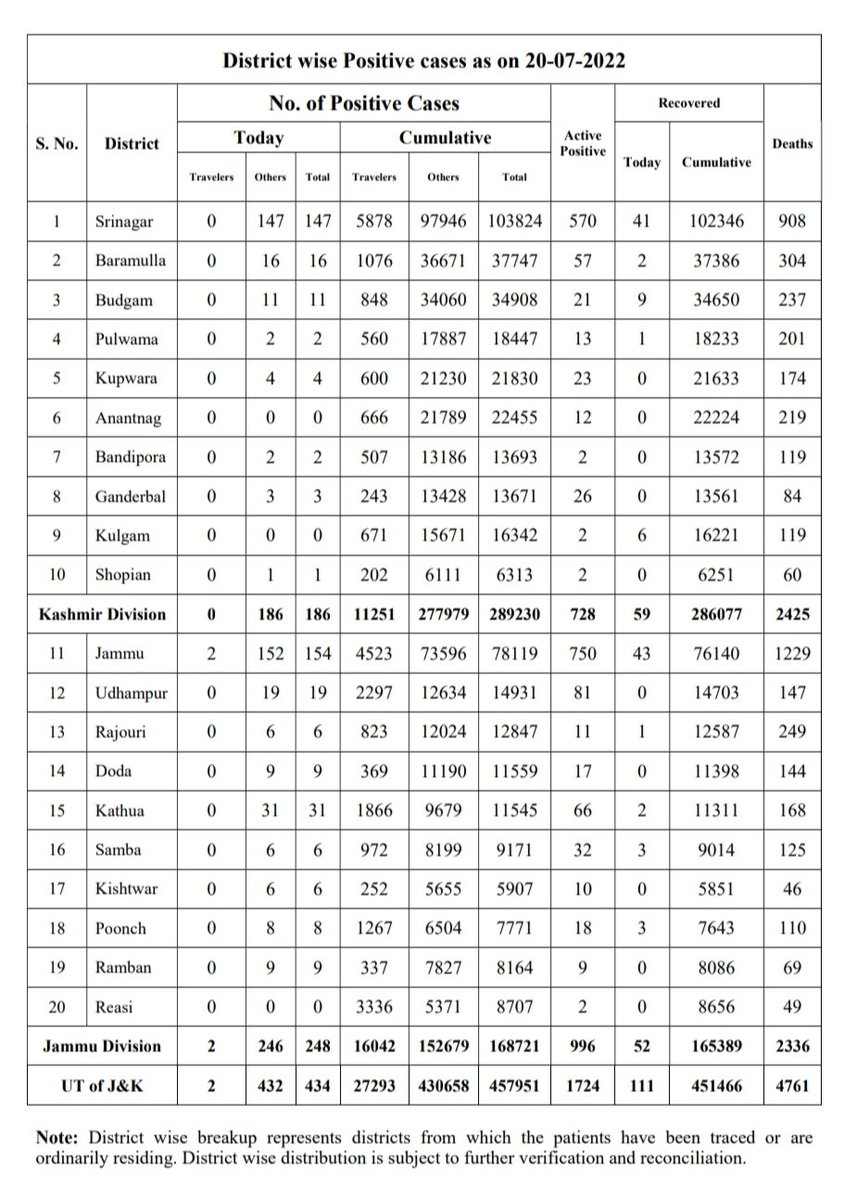 District wise Positive cases as on 20-07-2022
S. No. District No. of Positive Cases Active Positive Recovered Deaths
Today Cumulative Today Cumulative
Travelers Others Total Travelers Others Total
1 Srinagar 0 147 147 5878 97946 103824 570 41 102346 908
2 Baramulla 0 16 16 1076 36671 37747 57 2 37386 304
3 Budgam 0 11 11 848 34060 34908 21 9 34650 237
4 Pulwama 0 2 2 560 17887 18447 13 1 18233 201
5 Kupwara 0 4 4 600 21230 21830 23 0 21633 174
6 Anantnag 0 0 0 666 21789 22455 12 0 22224 219
7 Bandipora 0 2 2 507 13186 13693 2 0 13572 119
8 Ganderbal 0 3 3 243 13428 13671 26 0 13561 84
9 Kulgam 0 0 0 671 15671 16342 2 6 16221 119
10 Shopian 0 1 1 202 6111 6313 2 0 6251 60
Kashmir Division 0 186 186 11251 277979 289230 728 59 286077 2425
11 Jammu 2 152 154 4523 73596 78119 750 43 76140 1229
12 Udhampur 0 19 19 2297 12634 14931 81 0 14703 147
13 Rajouri 0 6 6 823 12024 12847 11 1 12587 249
14 Doda 0 9 9 369 11190 11559 17 0 11398 144
15 Kathua 0 31 31 1866 9679 11545 66 2 11311 168
16 Samba 0 6 6 972 8199 9171 32 3 9014 125
17 Kishtwar 0 6 6 252 5655 5907 10 0 5851 46
18 Poonch 0 8 8 1267 6504 7771 18 3 7643 110
19 Ramban 0 9 9 337 7827 8164 9 0 8086 69
20 Reasi 0 0 0 3336 5371 8707 2 0 8656 49
Jammu Division 2 246 248 16042 152679 168721 996 52 165389 2336
UT of J&K 2 432 434 27293 430658 457951 1724 111 451466 4761
Note: District wise breakup represents districts from which the patients have been traced or are
ordinarily residing. District wise distribution is subject to further verification and reconciliation.